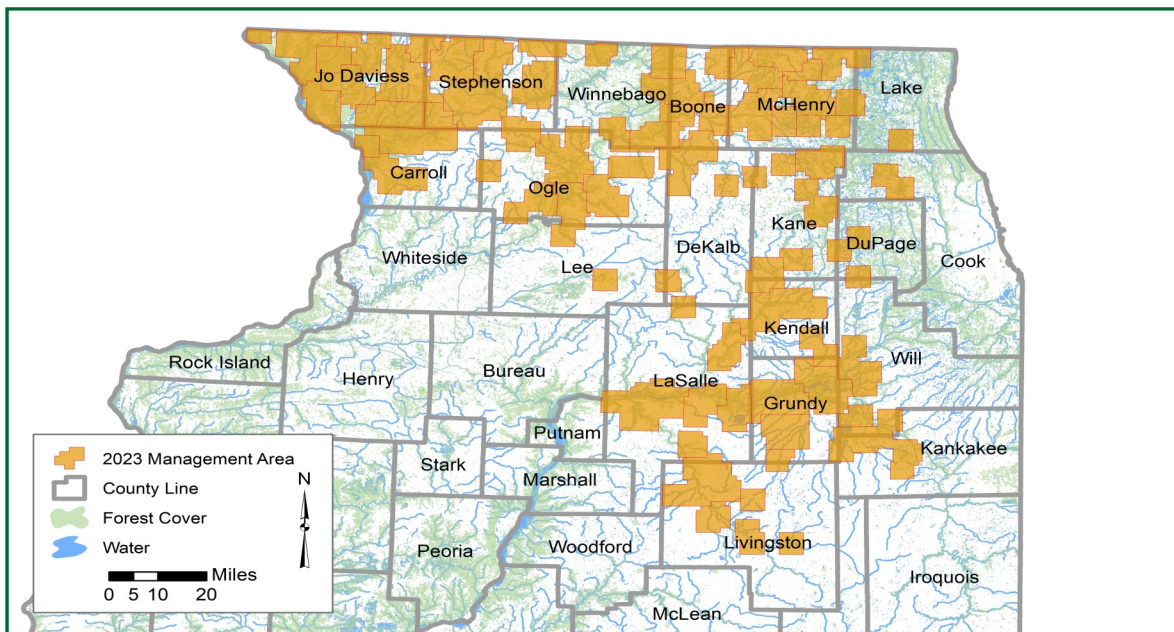 Jo Daviess
Stephenson
Winnebago
Boone
McHenry
Lake
Carroll
Ogle
Kane
DeKalb
DuPage
Cook
Whiteside
Lee
Kendall
Will
Rock Island
Henry
Bureau
LaSalle
Grundy
Putnam
Kankakee
Stark
Marshall
Peoria
Woodford
Livingston
Iroquois
McLean
2023 Management Area
County Line
Forest Cover
Water
N
Miles
0 5 10 20